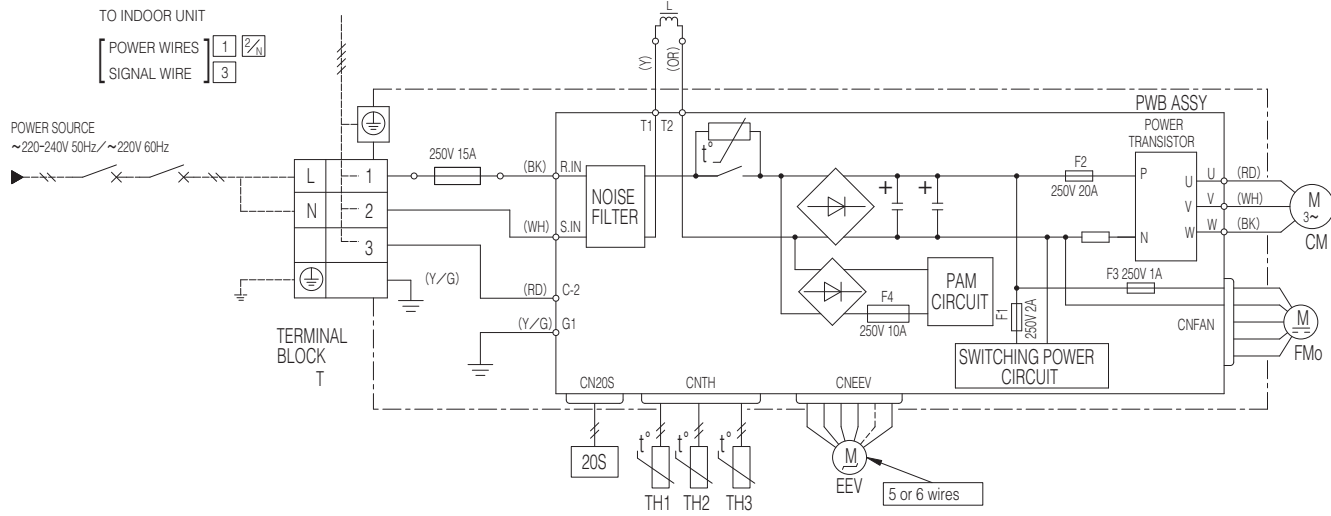 TO INDOOR UNIT
POWER WIRES 1 2/N
SIGNAL WIRE 3
POWER SOURCE
~220-240V 50Hz/~220V 60Hz
L
(Y) (OR)
PWB ASSY
T1 T2
POWER
TRANSISTOR
t°
250V 15A
(BK) R.IN
NOISE
FILTER
(WH) S.IN
L 1
N 2
3
(Y/G)
(RD) C-2
(Y/G) G1
TERMINAL
BLOCK
T
+ +
F2
250V 20A
P
N
U
V
W
U (RD)
V (WH)
W (BK)
M
3~
CM
F4
250V 10A
PAM
CIRCUIT
F1
250V 2A
F3 250V 1A
CNFAN
M
FMo
SWITCHING POWER
CIRCUIT
CN20S
CNTH
CNEEV
20S
t° t° t°
TH1 TH2 TH3
M
EEV
5 or 6 wires